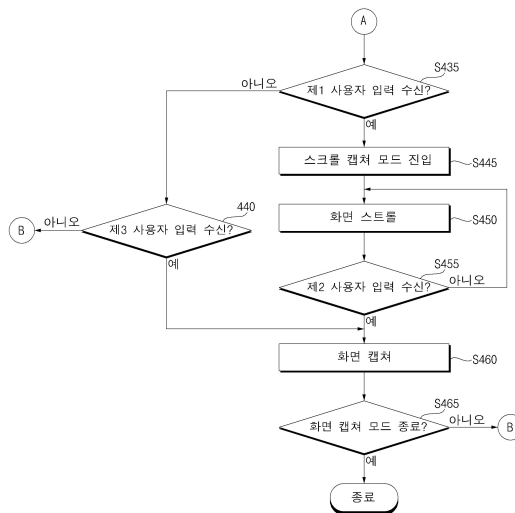 A
S435
아니오
제1 사용자 입력 수신?
예
스크롤 캡쳐 모드 진입
S445
440
아니오
B
제3 사용자 입력 수신?
예
화면 스트롤
S450
S455
제2 사용자 입력 수신?
아니오
예
화면 캡쳐
S460
S465
화면 캡쳐 모드 종료?
아니오
B
예
종료